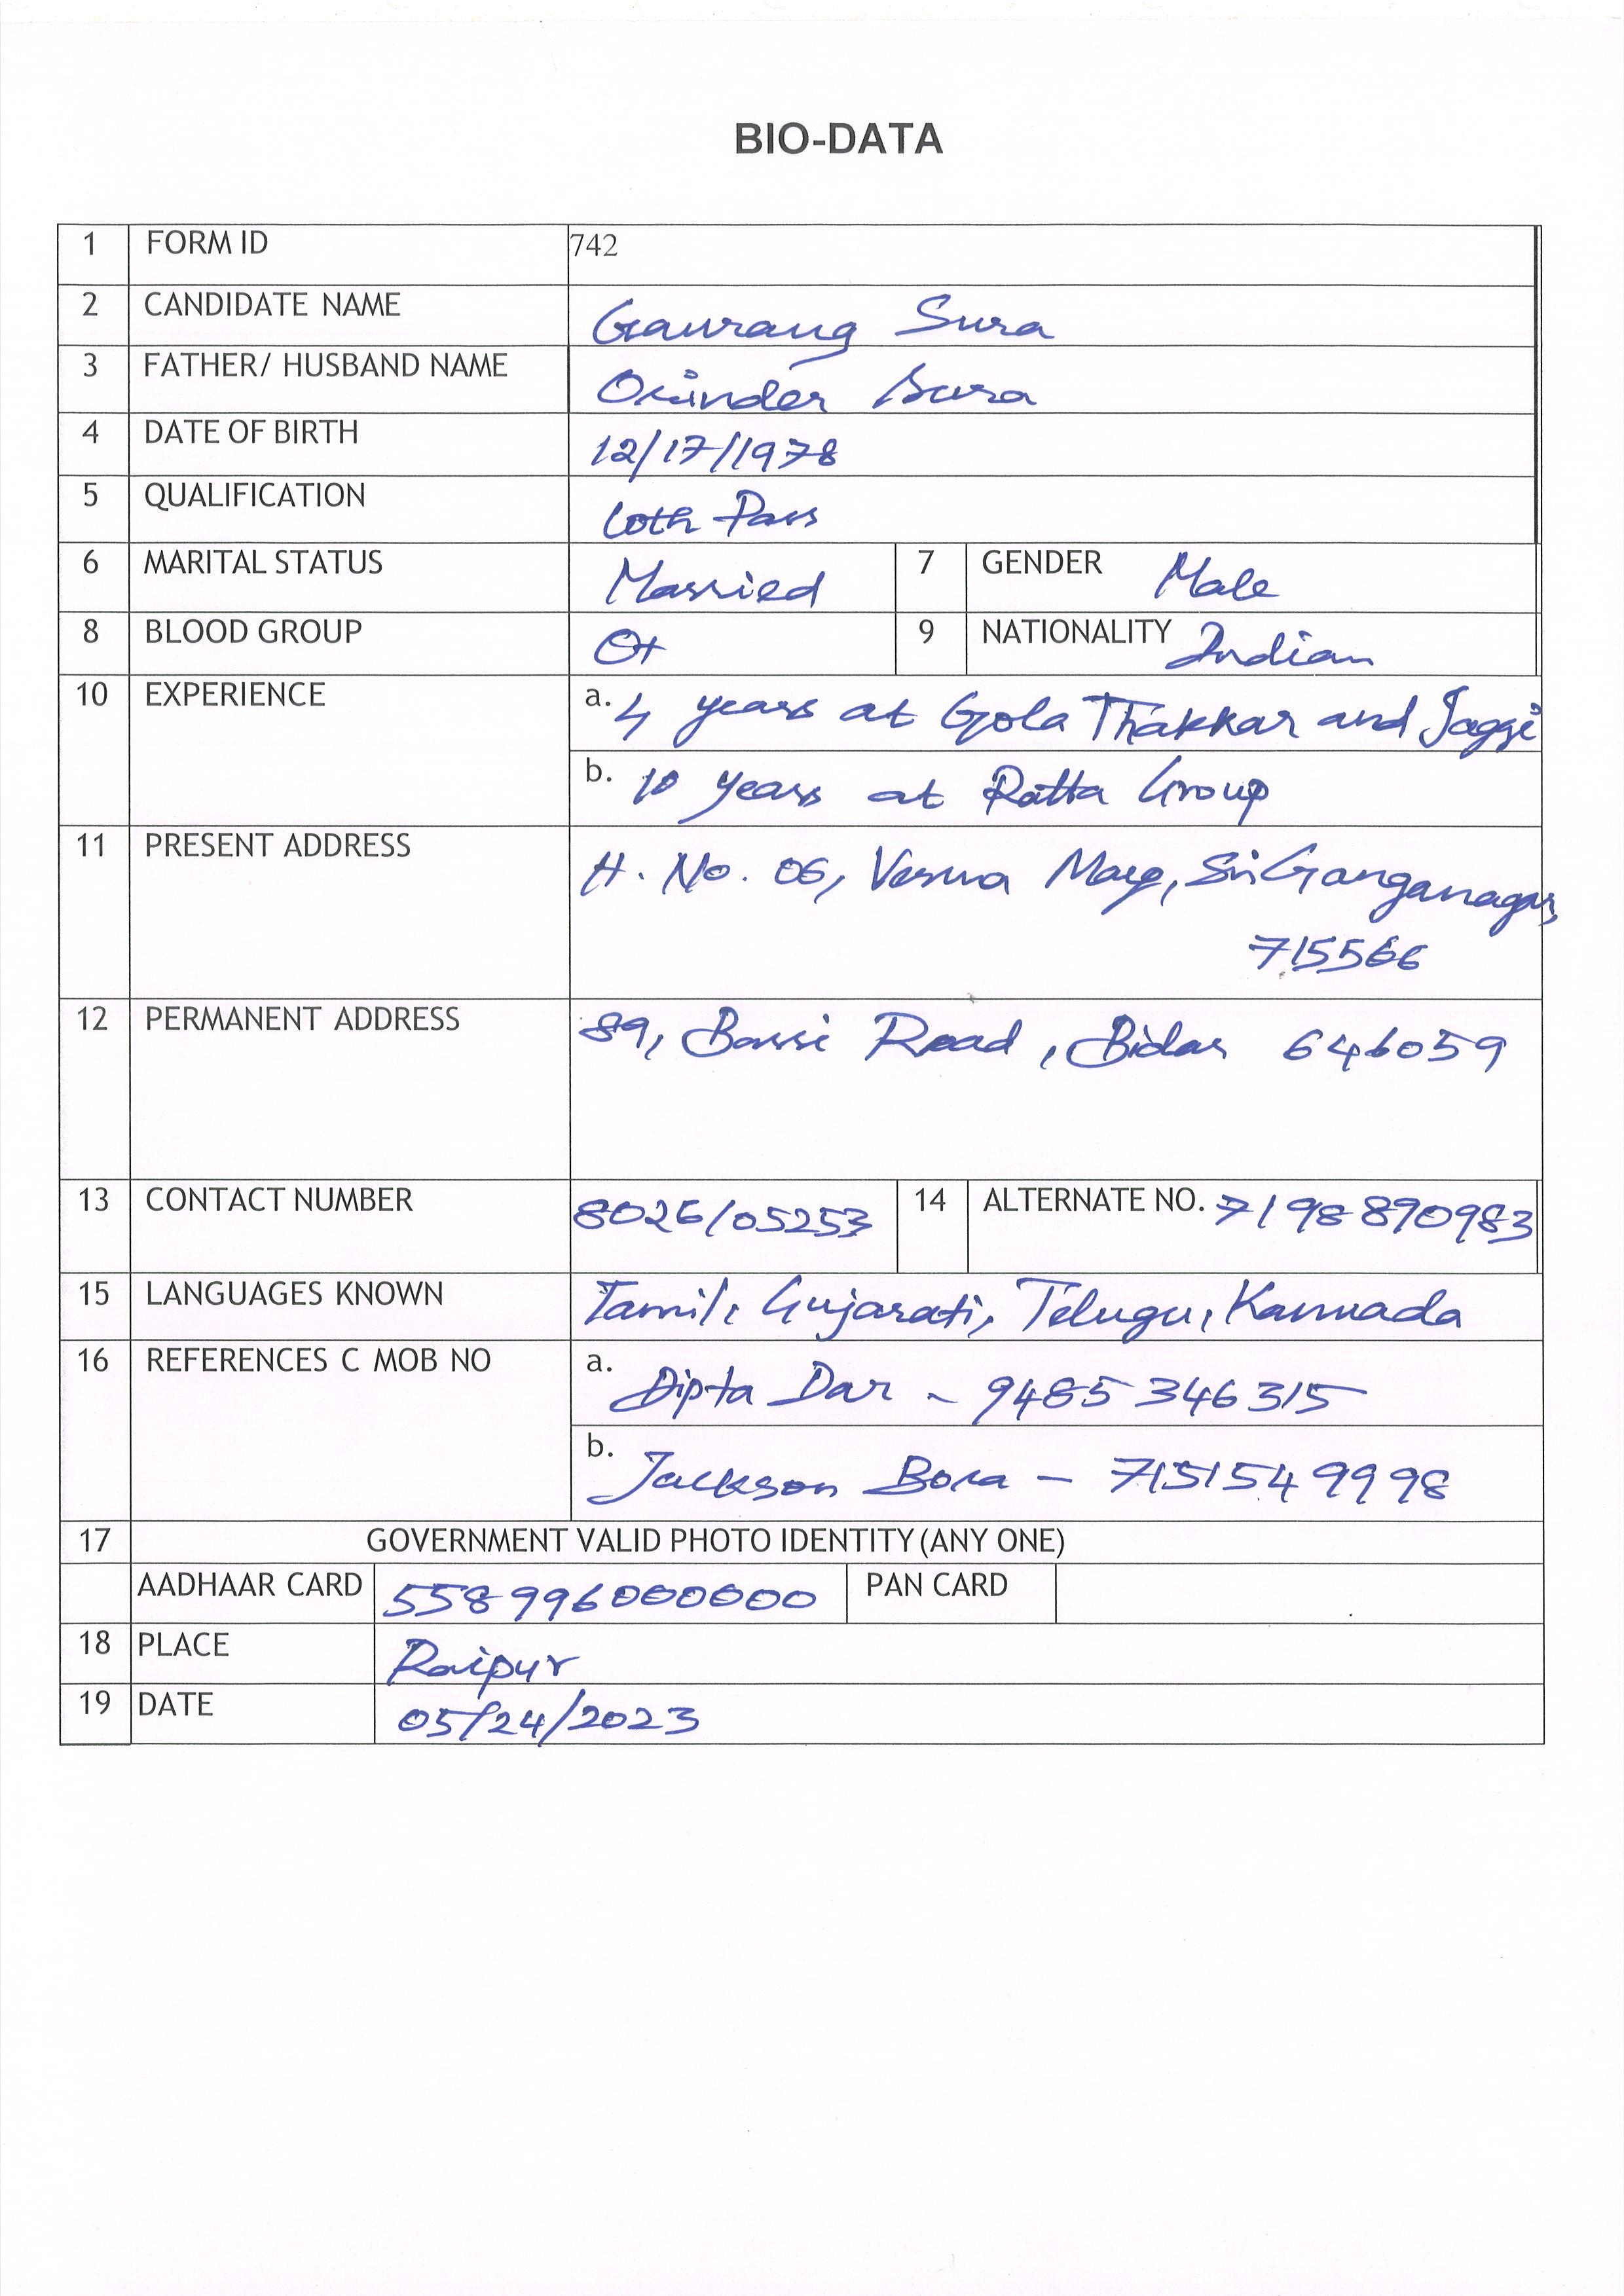 BIO-DATA
1 FORM ID 742
2 CANDIDATE NAME Gaurang Sura
3 FATHER/ HUSBAND NAME Sura
4 DATE OF BIRTH 12/17/1978
5 QUALIFICATION 10th Pass
6 MARITAL STATUS Married 7 GENDER Male
8 BLOOD GROUP O+ 9 NATIONALITY Indian
10 EXPERIENCE a. 4 years at Gola Thakkar and Jaggi
b. 10 years at Ratta Group
11 PRESENT ADDRESS H. No. 06, Verma Marg, Sri Ganganagar,
715566
12 PERMANENT ADDRESS 89, Bassi Road, Bidar 646059
13 CONTACT NUMBER 8026105253 14 ALTERNATE NO. 7198890983
15 LANGUAGES KNOWN Tamil, Gujarati, Telugu, Kannada
16 REFERENCES C MOB NO a. Dipta Dar - 9485346315
b. Jackson Bora - 7151549998
17 GOVERNMENT VALID PHOTO IDENTITY (ANY ONE)
AADHAAR CARD 558996000000 PAN CARD
18 PLACE Raipur
19 DATE 05/24/2023